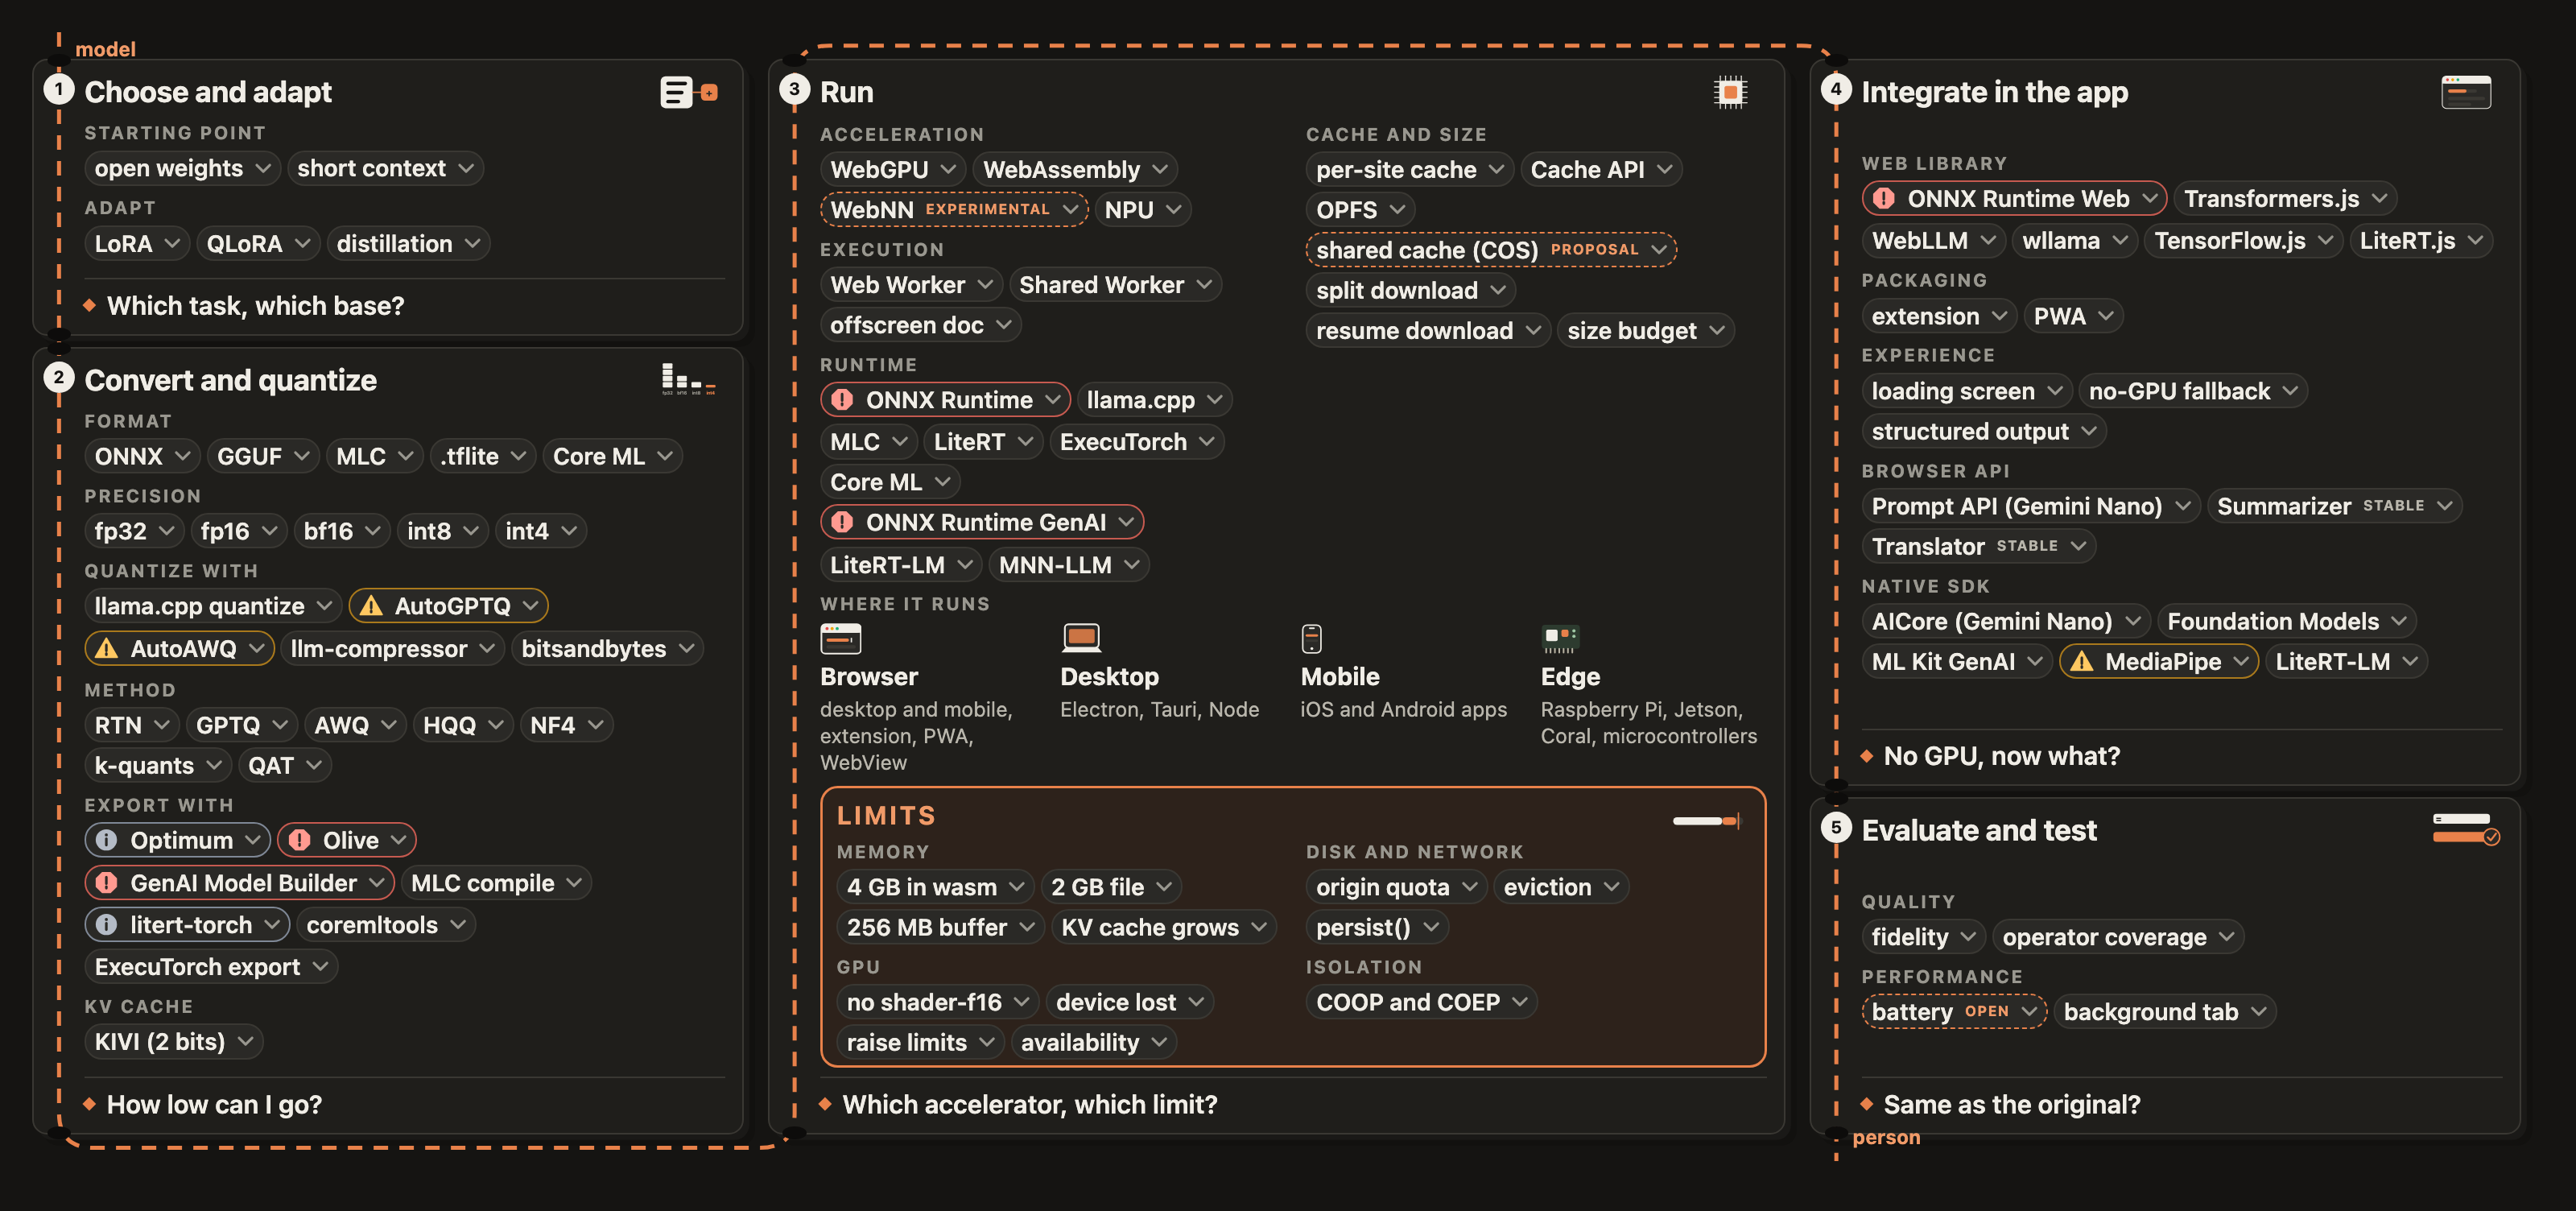 model
1 Choose and adapt
STARTING POINT
open weights short context
ADAPT
LoRA QLoRA distillation
Which task, which base?
2 Convert and quantize
fp32 bf16 int8 int4
FORMAT
ONNX GGUF MLC .tflite Core ML
PRECISION
fp32 fp16 bf16 int8 int4
QUANTIZE WITH
llama.cpp quantize AutoGPTQ
AutoAWQ llm-compressor bitsandbytes
METHOD
RTN GPTQ AWQ HQQ NF4
k-quants QAT
EXPORT WITH
Optimum Olive
GenAI Model Builder MLC compile
litert-torch coremltools
ExecuTorch export
KV CACHE
KIVI (2 bits)
How low can I go?
3 Run
ACCELERATION
WebGPU WebAssembly
WebNN EXPERIMENTAL NPU
EXECUTION
Web Worker Shared Worker
offscreen doc
RUNTIME
ONNX Runtime llama.cpp
MLC LiteRT ExecuTorch
Core ML
ONNX Runtime GenAI
LiteRT-LM MNN-LLM
CACHE AND SIZE
per-site cache Cache API
OPFS
shared cache (COS) PROPOSAL
split download
resume download size budget
WHERE IT RUNS
Browser
desktop and mobile,
extension, PWA,
WebView
Desktop
Electron, Tauri, Node
Mobile
iOS and Android apps
Edge
Raspberry Pi, Jetson,
Coral, microcontrollers
LIMITS
MEMORY
4 GB in wasm 2 GB file
256 MB buffer KV cache grows
GPU
no shader-f16 device lost
raise limits availability
DISK AND NETWORK
origin quota eviction
persist()
ISOLATION
COOP and COEP
Which accelerator, which limit?
4 Integrate in the app
WEB LIBRARY
ONNX Runtime Web Transformers.js
WebLLM wllama TensorFlow.js LiteRT.js
PACKAGING
extension PWA
EXPERIENCE
loading screen no-GPU fallback
structured output
BROWSER API
Prompt API (Gemini Nano) Summarizer STABLE
Translator STABLE
NATIVE SDK
AICore (Gemini Nano) Foundation Models
ML Kit GenAI MediaPipe LiteRT-LM
No GPU, now what?
5 Evaluate and test
QUALITY
fidelity operator coverage
PERFORMANCE
battery OPEN background tab
Same as the original?
person